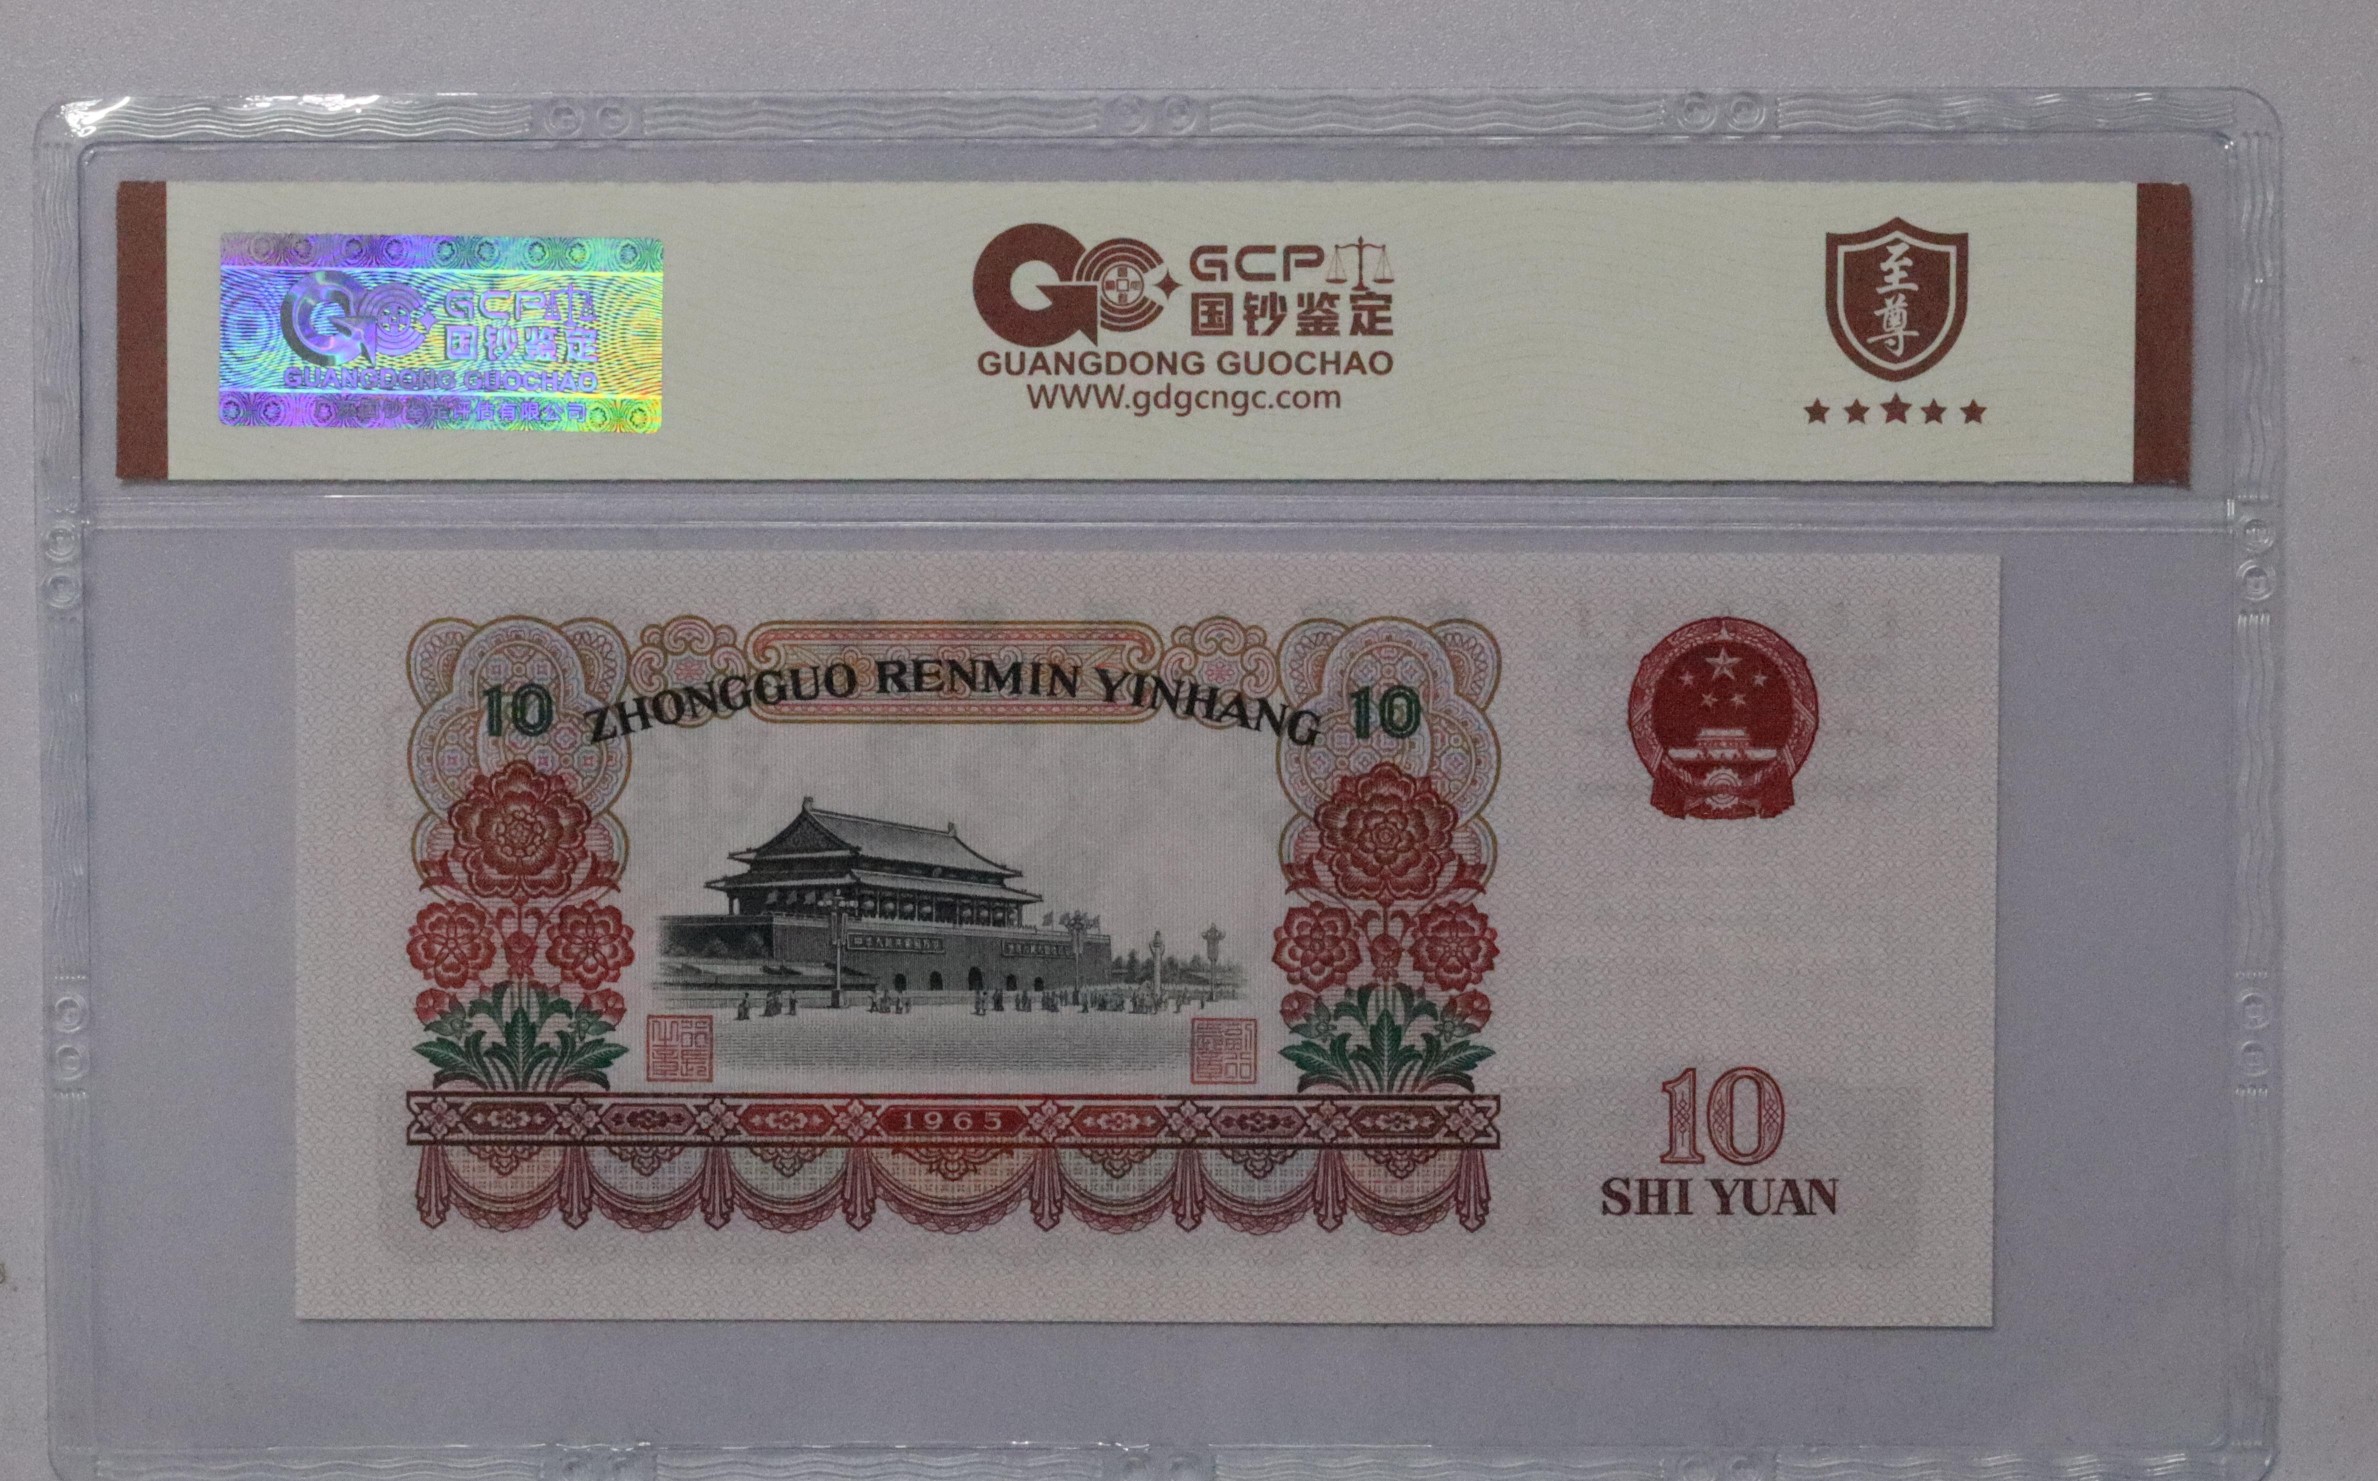 GCP
国钞鉴定
GUANGDONG GUOCHAO
GCP
国钞鉴定
GUANGDONG GUOCHAO
WWW.gdgcngc.com
至尊
10 ZHONGGUO RENMIN YINHANG 10
1965
10
SHI YUAN